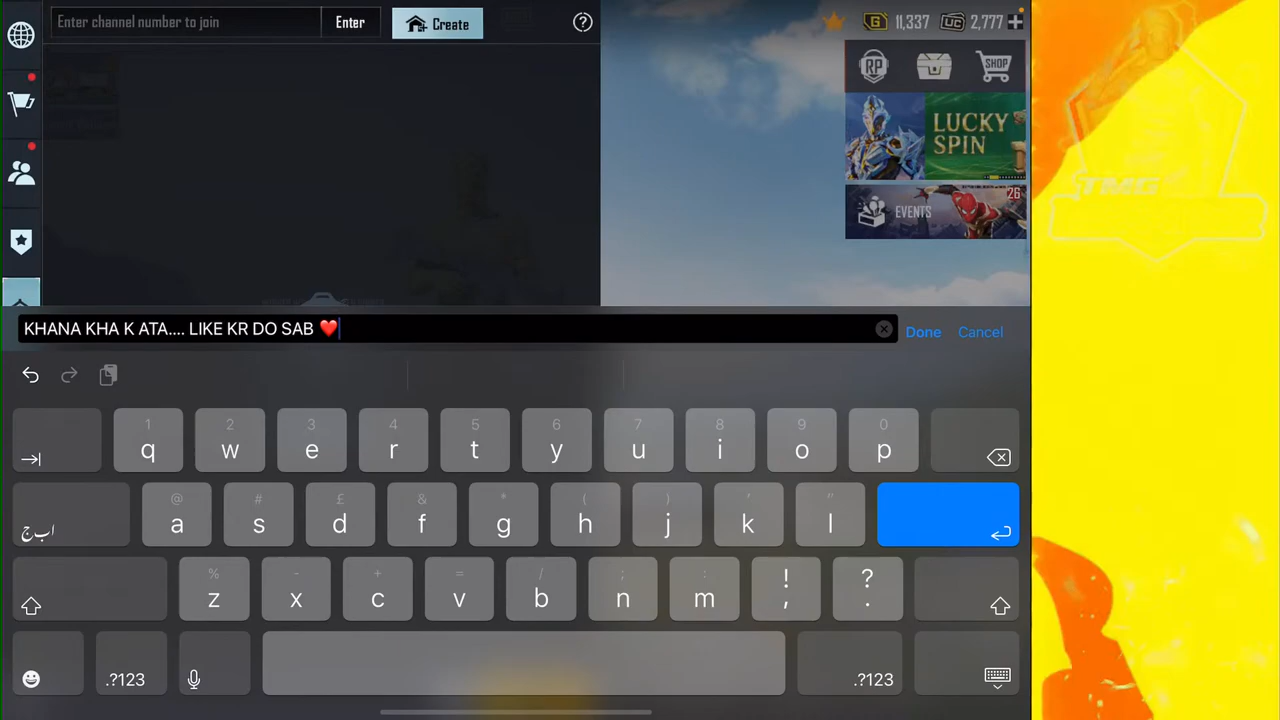 Enter channel number to join
Enter
Create
?
G 11,337 UC 2,777 +
RP
SHOP
LUCKY
SPIN
26
EVENTS
KHANA KHA K ATA.... LIKE KR DO SAB ❤️
Done
Cancel
1 2 3 4 5 6 7 8 9 0
q w e r t y u i o p
@ # £ & * ( ) ' "
ا ب ج
a s d f g h j k l
% - + = / ; : ! ?
z x c v b n m , .
.?123
.?123
TMG